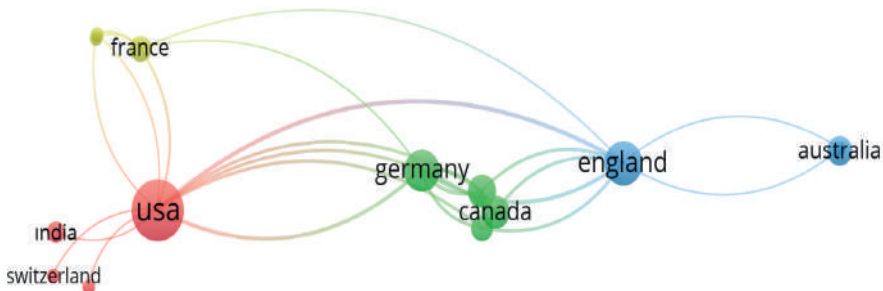 france
germany
england
australia
canada
usa
india
switzerland